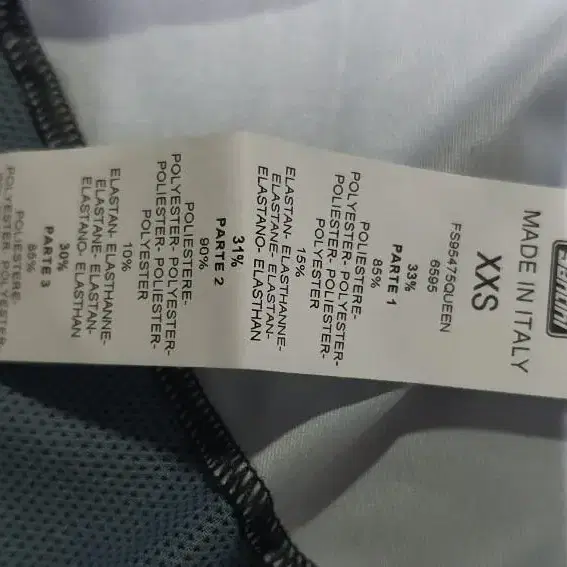 MADE IN ITALY
XXS
FS95475QUEEN
6595
33%
PARTE 1
85%
POLIESTERE-
POLYESTER- POLYESTER-
POLIESTER- POLIESTER-
POLYESTER
15%
ELASTAN- ELASTHANNE-
ELASTANE- ELASTAN-
ELASTANO- ELASTHAN
31%
PARTE 2
90%
POLIESTERE-
POLYESTER- POLYESTER-
POLIESTER- POLIESTER-
POLYESTER
10%
ELASTAN- ELASTHANNE-
ELASTANE- ELASTAN-
ELASTANO- ELASTHAN
30%
PARTE 3
85%
POLIESTERE-
POLYESTER POLYESTER